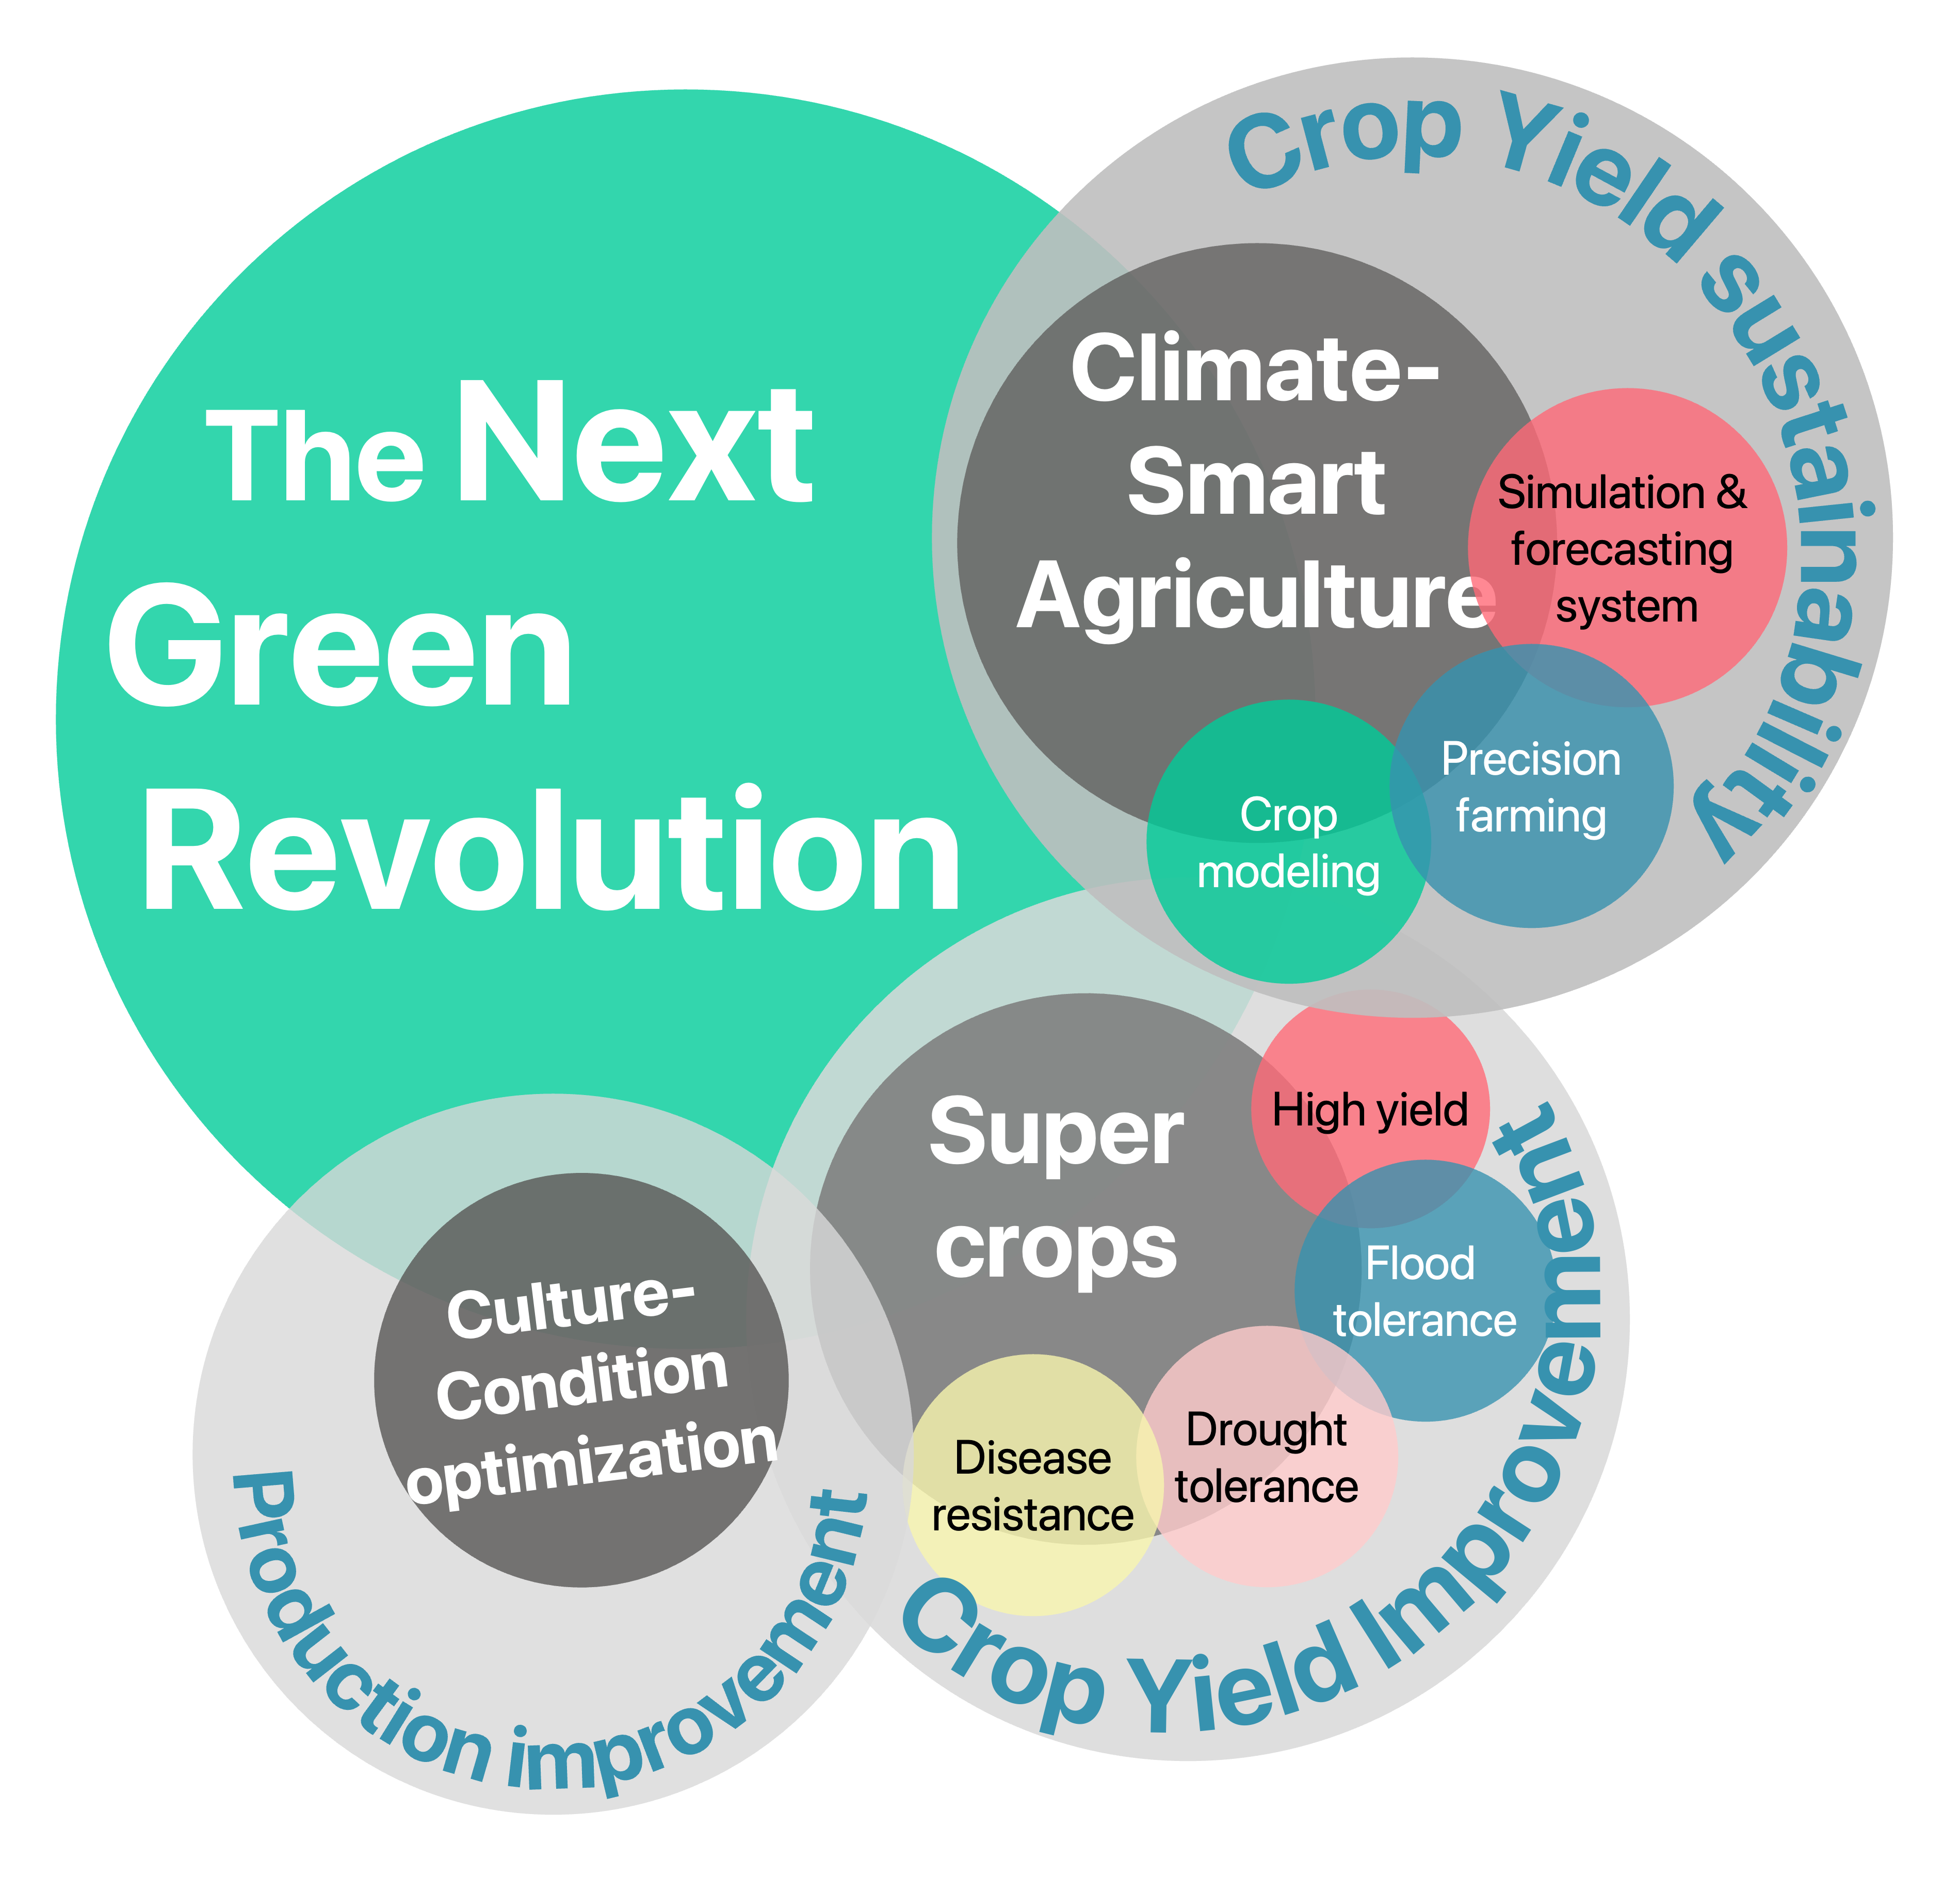 The Next
Green
Revolution
Crop Yield sustainability
Climate-
Smart
Agriculture
Simulation &
forecasting
system
Precision
farming
Crop
modeling
Super
crops
High yield
Flood
tolerance
Drought
tolerance
Disease
resistance
Crop Yield Improvement
Culture-
Condition
optimization
Production improvement